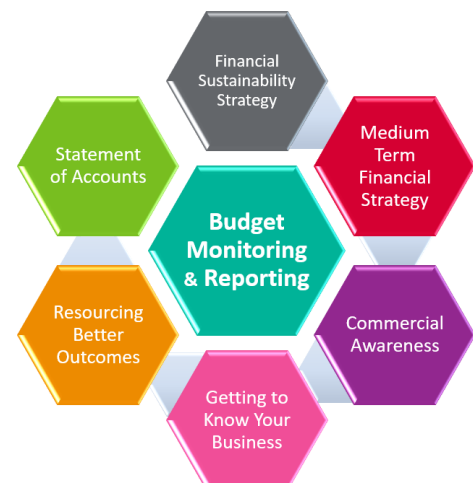 Financial
Sustainability
Strategy
Medium
Term
Financial
Strategy
Commercial
Awareness
Getting to
Know Your
Business
Resourcing
Better
Outcomes
Statement
of Accounts
Budget
Monitoring
& Reporting